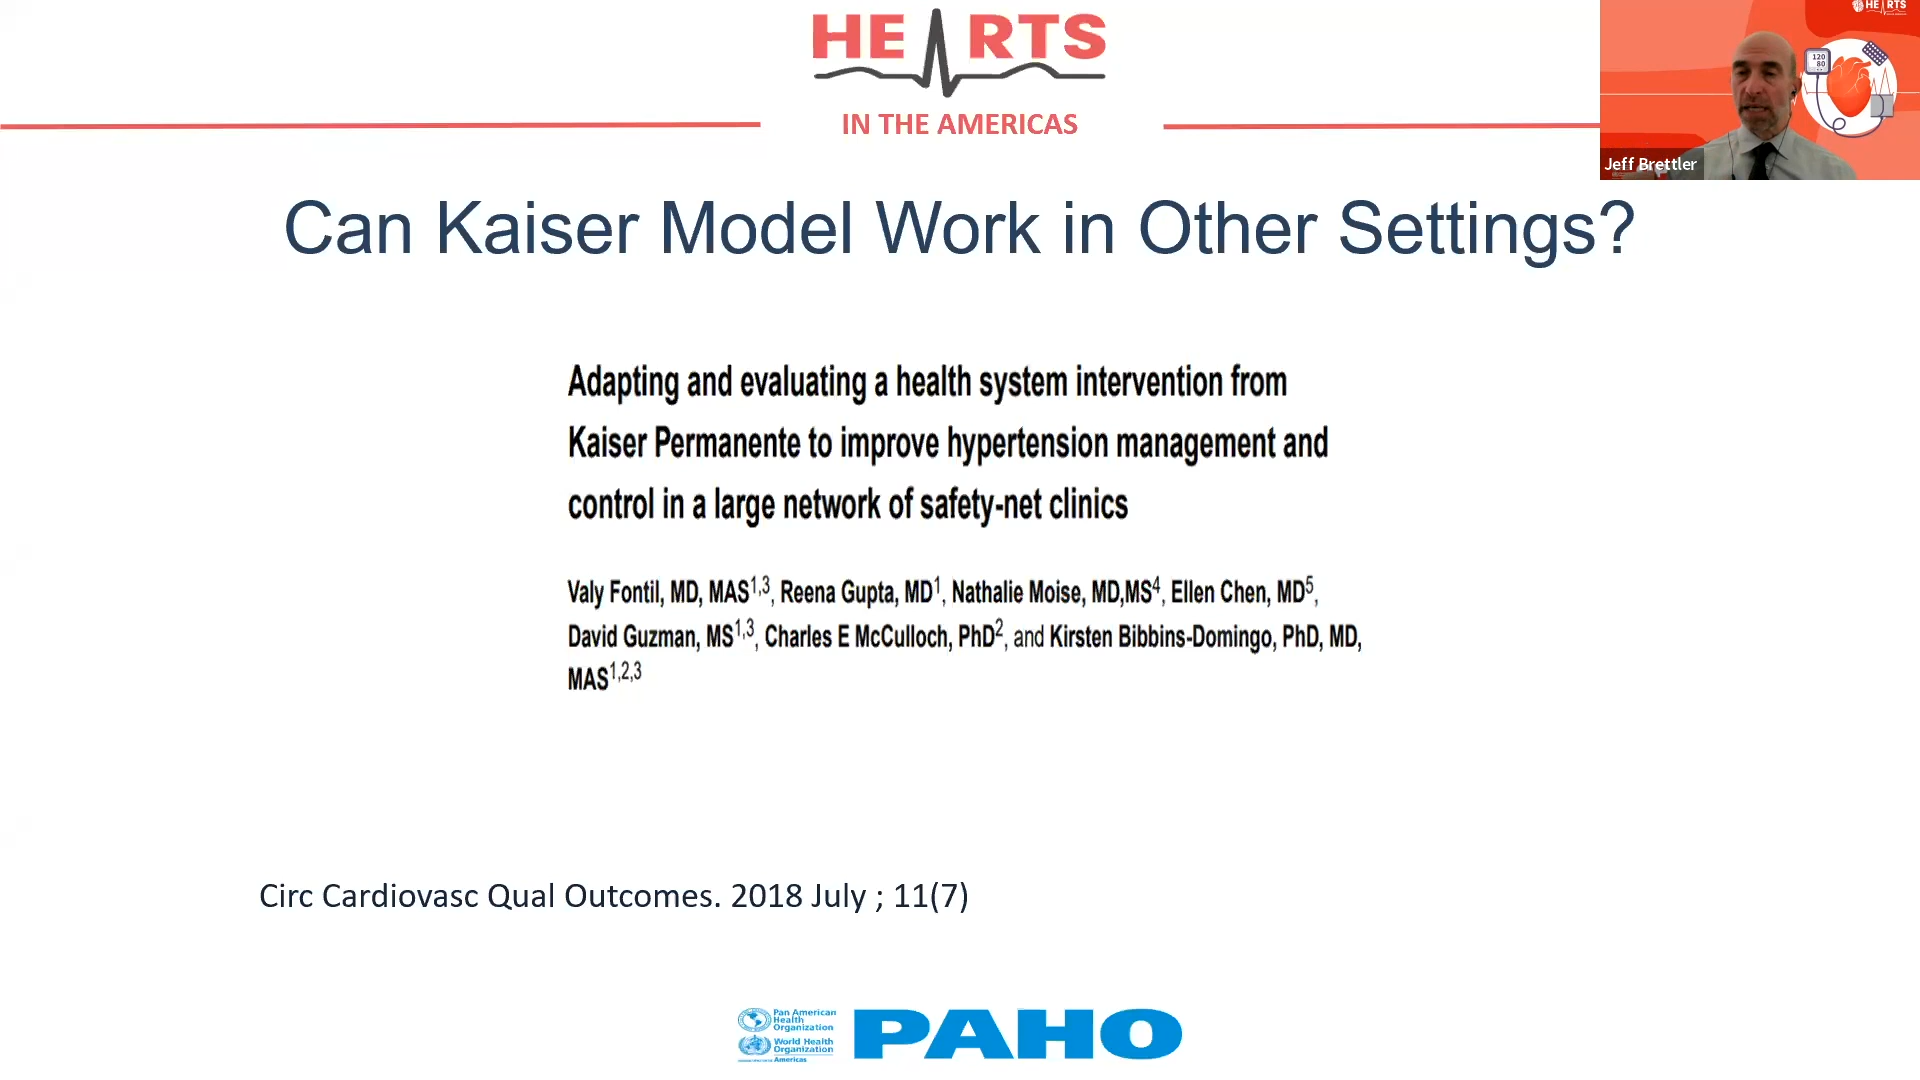 HEARTS
IN THE AMERICAS
HEARTS
120
80
Jeff Brettler
Can Kaiser Model Work in Other Settings?
Adapting and evaluating a health system intervention from
Kaiser Permanente to improve hypertension management and
control in a large network of safety-net clinics
Valy Fontil, MD, MAS1,3, Reena Gupta, MD1, Nathalie Moise, MD,MS4, Ellen Chen, MD5,
David Guzman, MS1,3, Charles E McCulloch, PhD2, and Kirsten Bibbins-Domingo, PhD, MD,
MAS1,2,3
Circ Cardiovasc Qual Outcomes. 2018 July ; 11(7)
Pan American
Health
Organization
World Health
Organization
Americas
PAHO